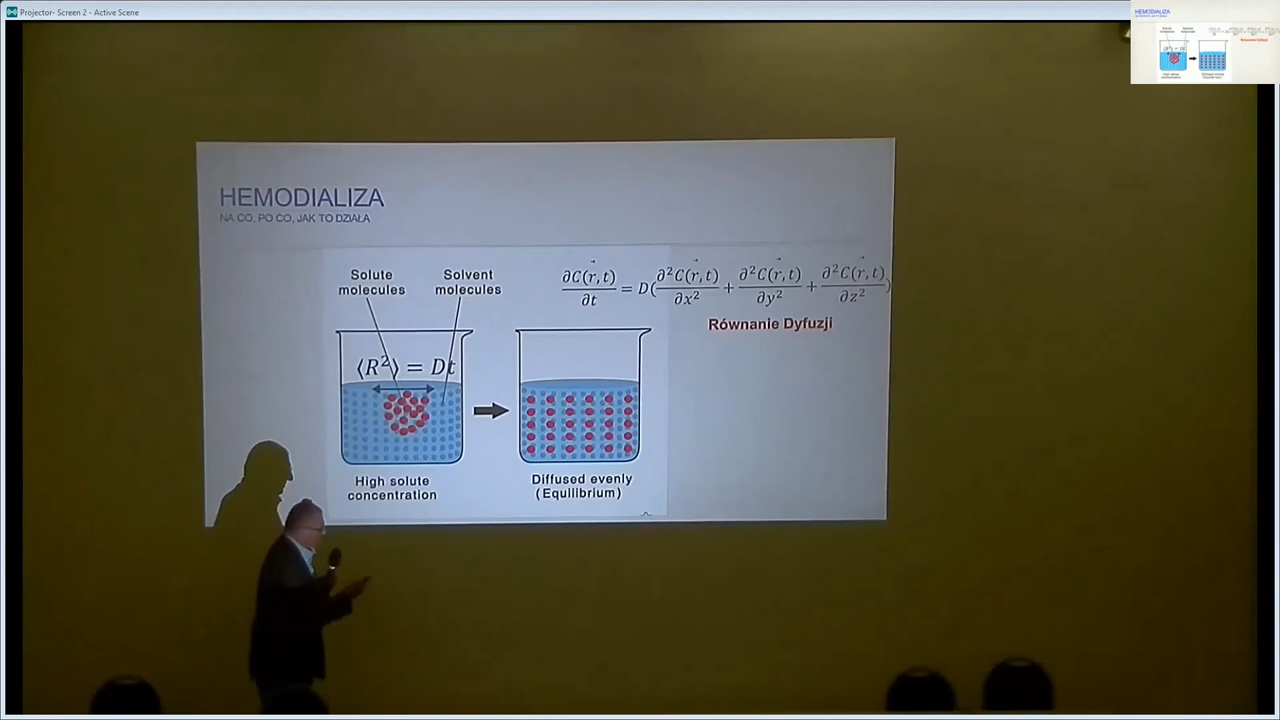 Projector- Screen 2 - Active Scene
HEMODIALIZA
HEMODIALIZA
NA CO, PO CO, JAK TO DZIAŁA
Solute
molecules
Solvent
molecules
∂C(r⃗,t)/∂t = D(∂²C(r⃗,t)/∂x² + ∂²C(r⃗,t)/∂y² + ∂²C(r⃗,t)/∂z²)
Równanie Dyfuzji
⟨R²⟩ = Dt
High solute
concentration
Diffused evenly
(Equilibrium)